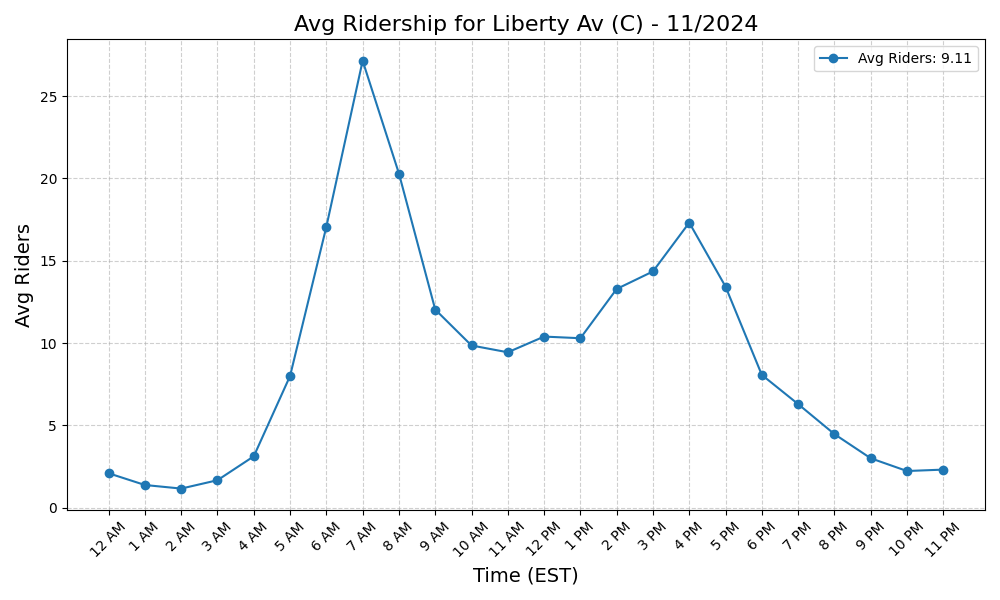 Avg Ridership for Liberty Av (C) - 11/2024
Avg Riders: 9.11
Avg Riders
25
20
15
10
5
0
12 AM
1 AM
2 AM
3 AM
4 AM
5 AM
6 AM
7 AM
8 AM
9 AM
10 AM
11 AM
12 PM
1 PM
2 PM
3 PM
4 PM
5 PM
6 PM
7 PM
8 PM
9 PM
10 PM
11 PM
Time (EST)